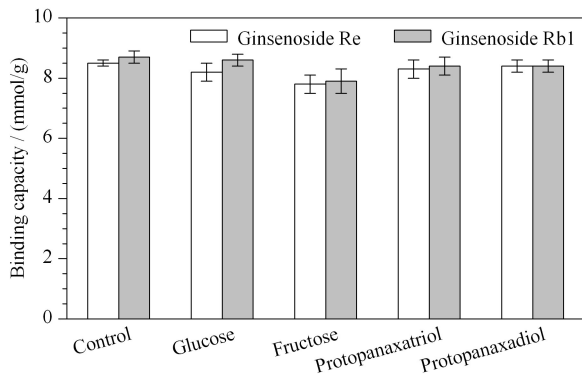 Ginsenoside Re
Ginsenoside Rb1
Binding capacity / (mmol/g)
10
8
6
4
2
0
Control
Glucose
Fructose
Protopanaxatriol
Protopanaxadiol